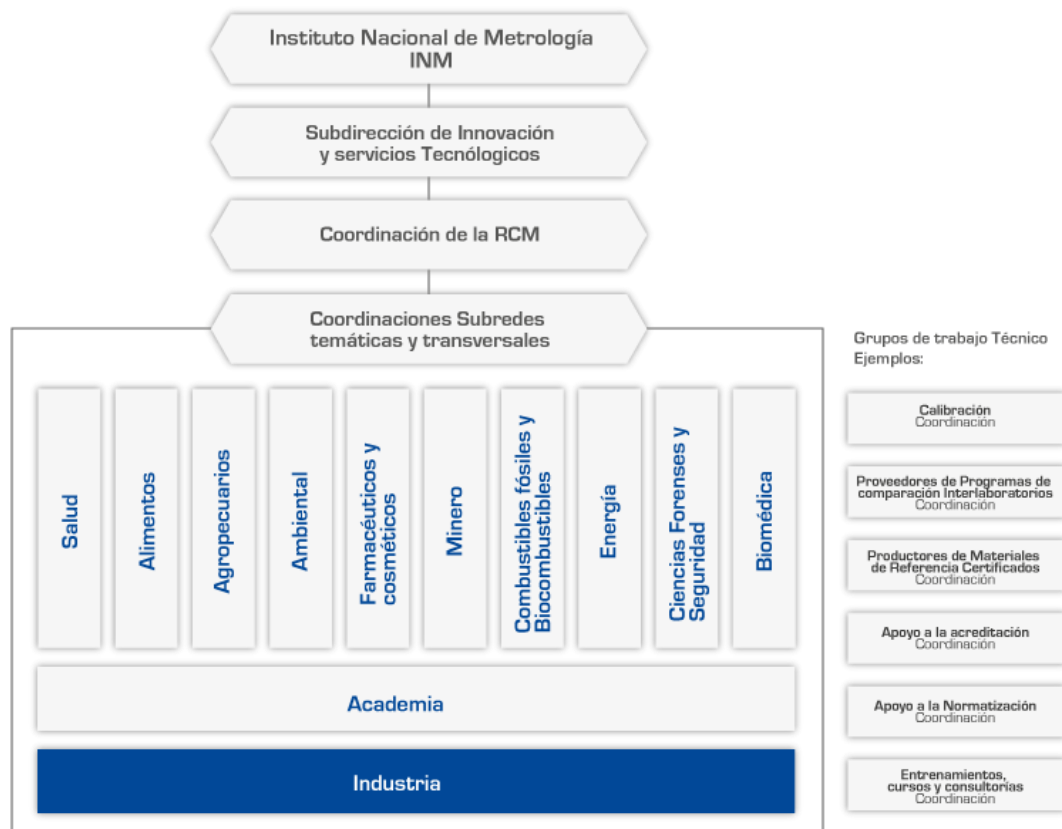 Instituto Nacional de Metrología
INM
Subdirección de Innovación
y servicios Tecnólogicos
Coordinación de la RCM
Coordinaciones Subredes
temáticas y transversales
Salud
Alimentos
Agropecuarios
Ambiental
Farmacéuticos y
cosméticos
Minero
Combustibles fósiles y
Biocombustibles
Energía
Ciencias Forenses y
Seguridad
Biomédica
Academia
Industria
Grupos de trabajo Técnico
Ejemplos:
Calibración
Coordinación
Proveedores de Programas de
comparación Interlaboratorios
Coordinación
Productores de Materiales
de Referencia Certificados
Coordinación
Apoyo a la acreditación
Coordinación
Apoyo a la Normatización
Coordinación
Entrenamientos,
cursos y consultorías
Coordinación